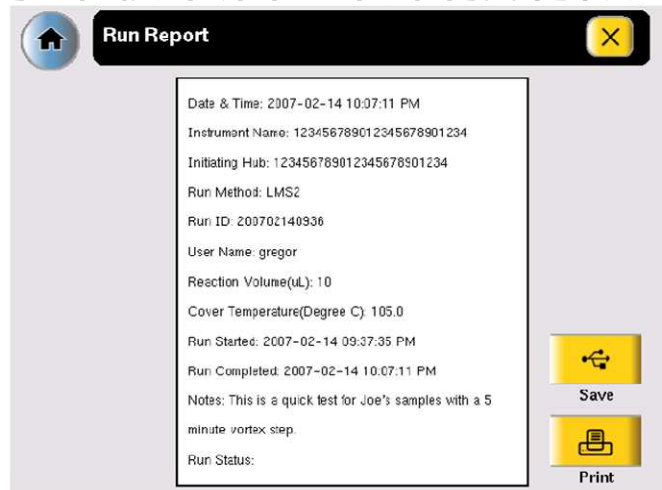 Run Report
Date & Time: 2007-02-14 10:07:11 PM
Instrument Name: 123456789012345678901234
Initiating Hub: 123456789012345678901234
Run Method: LMS2
Run ID: 200702140936
User Name: gregor
Reaction Volume(uL): 10
Cover Temperature(Degree C): 105.0
Run Started: 2007-02-14 09:37:35 PM
Run Completed: 2007-02-14 10:07:11 PM
Notes: This is a quick test for Joe's samples with a 5
minute vortex step.
Run Status:
Save
Print